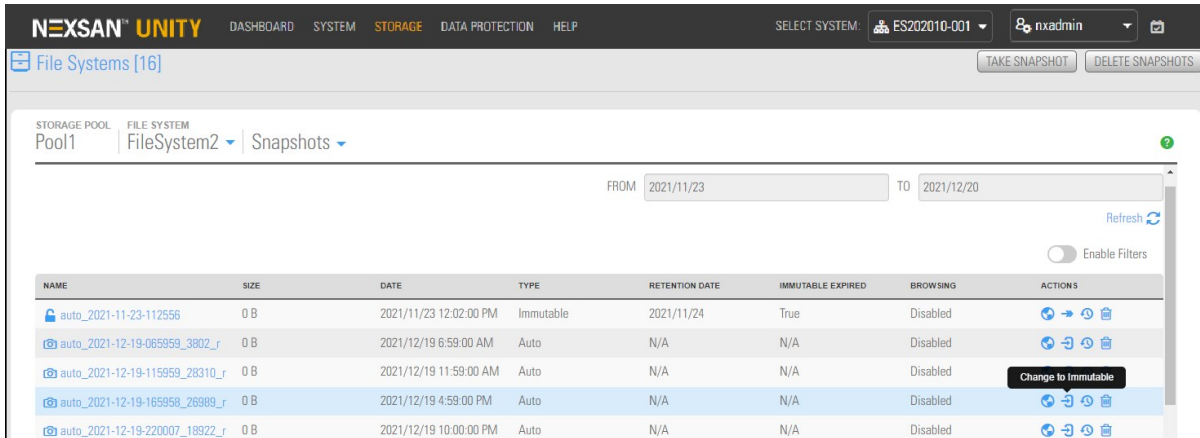 NEXSAN™ UNITY DASHBOARD SYSTEM STORAGE DATA PROTECTION HELP SELECT SYSTEM: ES202010-001 nxadmin
File Systems [16] TAKE SNAPSHOT DELETE SNAPSHOTS
STORAGE POOL FILE SYSTEM
Pool1 FileSystem2 Snapshots
FROM 2021/11/23 TO 2021/12/20
Refresh
Enable Filters
NAME SIZE DATE TYPE RETENTION DATE IMMUTABLE EXPIRED BROWSING ACTIONS
auto_2021-11-23-112556 0 B 2021/11/23 12:02:00 PM Immutable 2021/11/24 True Disabled
auto_2021-12-19-065959_3802_r 0 B 2021/12/19 6:59:00 AM Auto N/A N/A Disabled
auto_2021-12-19-115959_28310_r 0 B 2021/12/19 11:59:00 AM Auto N/A N/A Disabled
Change to Immutable
auto_2021-12-19-165958_26989_r 0 B 2021/12/19 4:59:00 PM Auto N/A N/A Disabled
auto_2021-12-19-220007_18922_r 0 B 2021/12/19 10:00:00 PM Auto N/A N/A Disabled